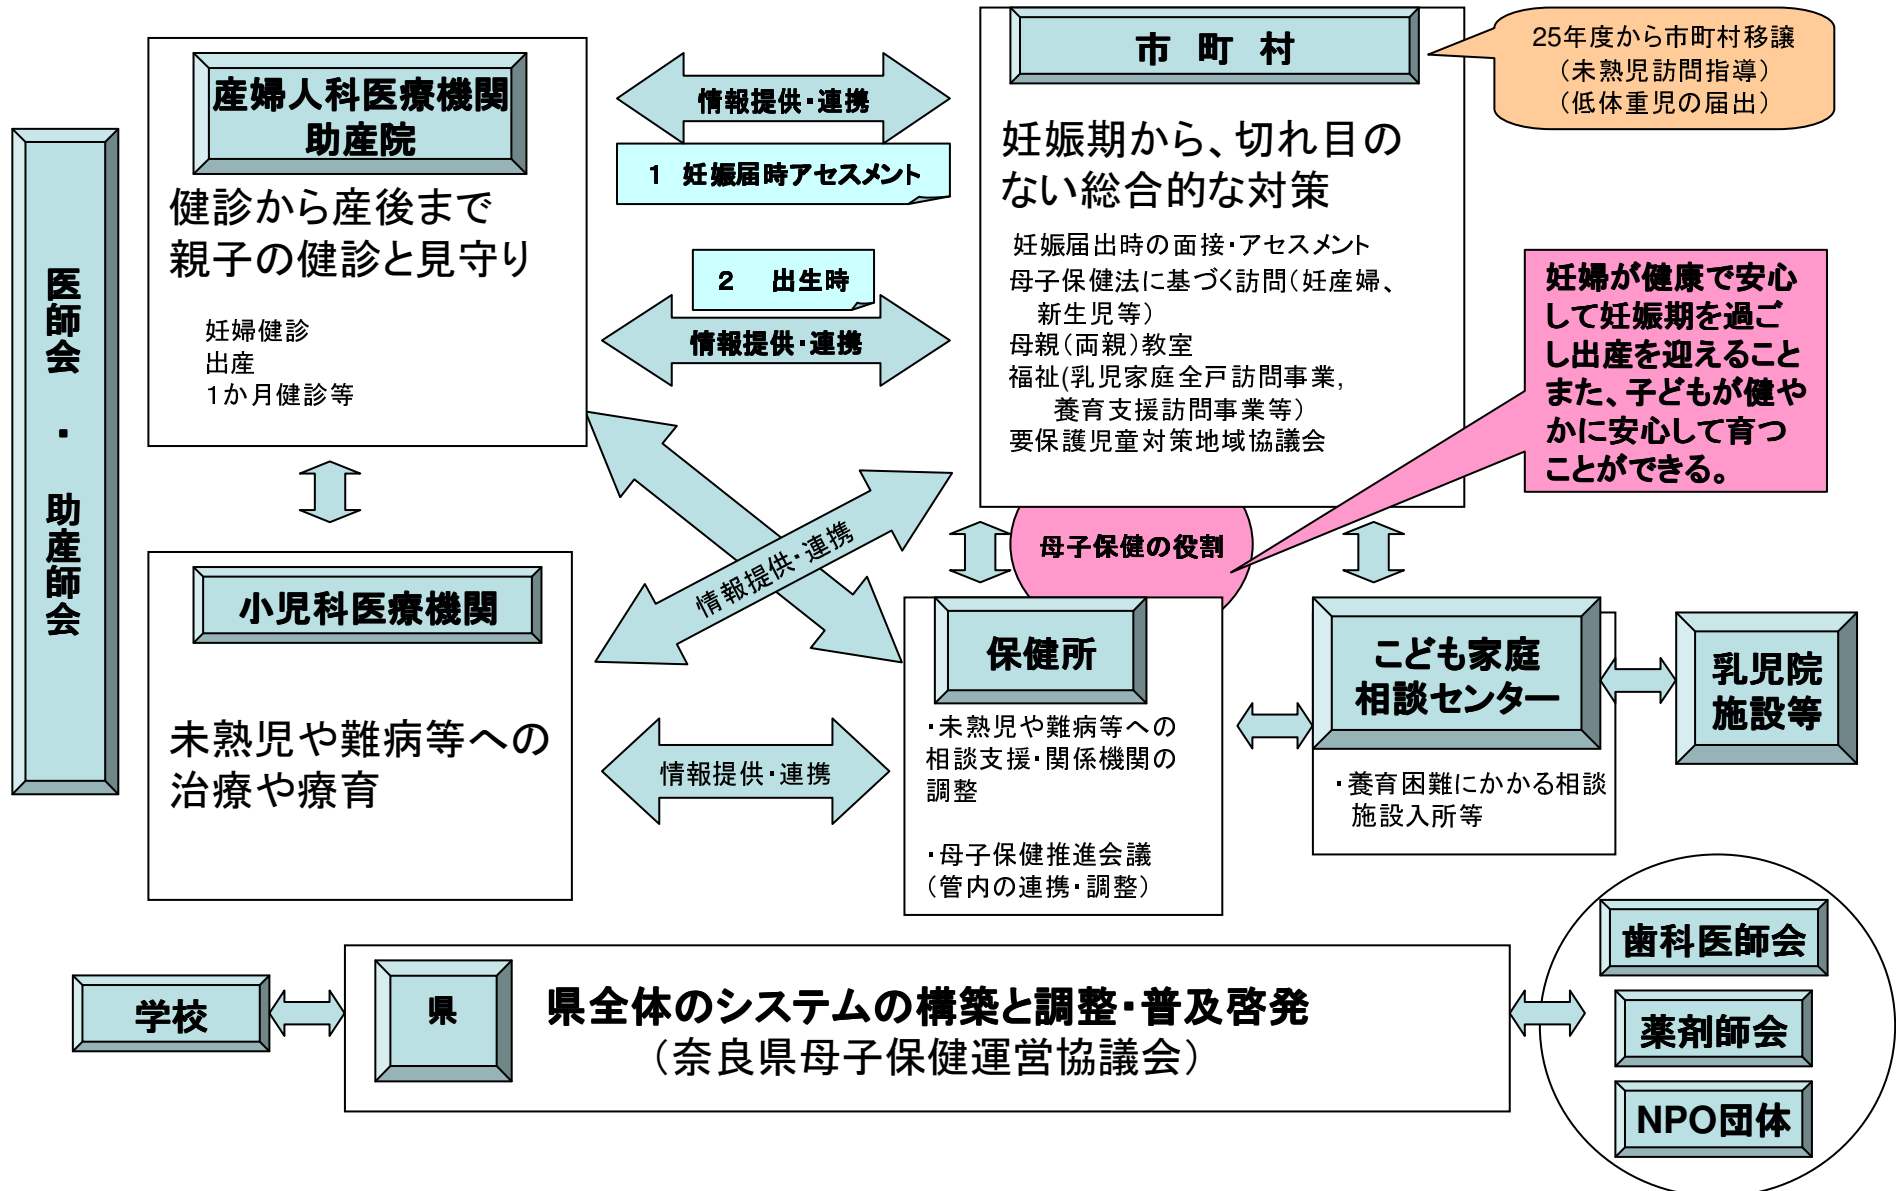 医師会　・　助産師会
産婦人科医療機関
助産院
健診から産後まで
親子の健診と見守り
妊婦健診
出産
１か月健診等
情報提供・連携
１　妊娠届時アセスメント
２　出生時
情報提供・連携
市　町　村
妊娠期から、切れ目の
ない総合的な対策
妊娠届出時の面接・アセスメント
母子保健法に基づく訪問（妊産婦、
新生児等）
母親（両親）教室
福祉(乳児家庭全戸訪問事業,
養育支援訪問事業等）
要保護児童対策地域協議会
25年度から市町村移譲
（未熟児訪問指導）
（低体重児の届出）
妊婦が健康で安心
して妊娠期を過ご
し出産を迎えること
また、子どもが健や
かに安心して育つ
ことができる。
母子保健の役割
情報提供・連携
小児科医療機関
未熟児や難病等への
治療や療育
情報提供・連携
保健所
・未熟児や難病等への
相談支援・関係機関の
調整
・母子保健推進会議
（管内の連携・調整）
こども家庭
相談センター
・養育困難にかかる相談
施設入所等
乳児院
施設等
学校
県
県全体のシステムの構築と調整・普及啓発
（奈良県母子保健運営協議会）
歯科医師会
薬剤師会
NPO団体